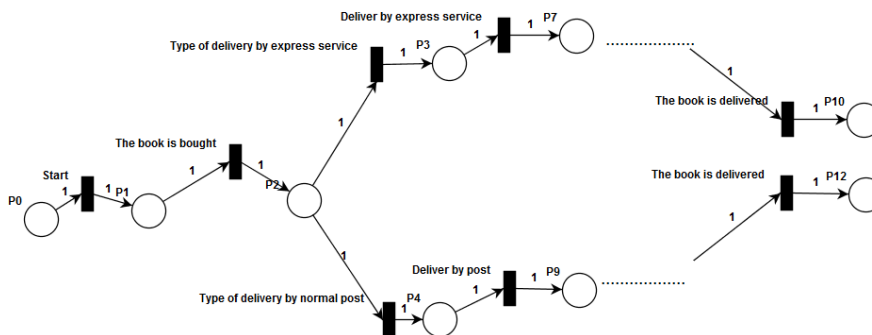 Deliver by express service
P7
1
1
Type of delivery by express service
P3
1
1
....................
1
P10
The book is delivered
1
1
The book is bought
1
1
The book is delivered
P12
1
Start
P2
P0
1
1
P1
1
1
Deliver by post
P9
1
1
...................
Type of delivery by normal post
P4
1